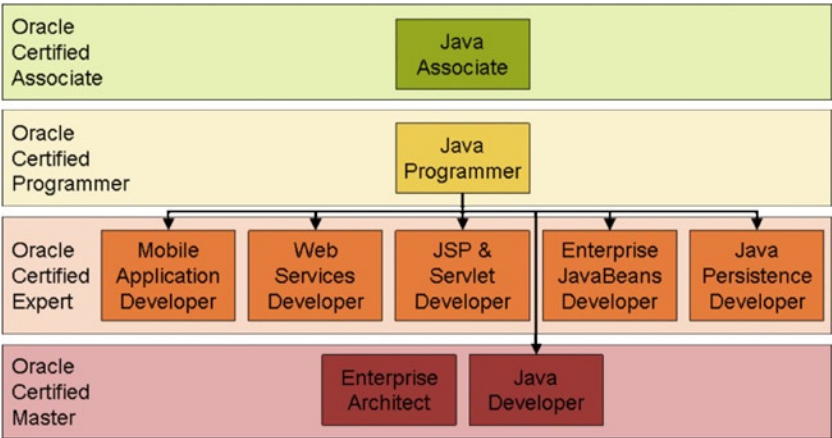 Oracle
Certified
Associate
Java
Associate
Oracle
Certified
Programmer
Java
Programmer
Oracle
Certified
Expert
Mobile
Application
Developer
Web
Services
Developer
JSP &
Servlet
Developer
Enterprise
JavaBeans
Developer
Java
Persistence
Developer
Oracle
Certified
Master
Enterprise
Architect
Java
Developer